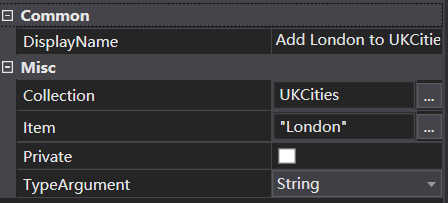 Common
DisplayName Add London to UKCitie
Misc
Collection UKCities ...
Item "London" ...
Private
TypeArgument String